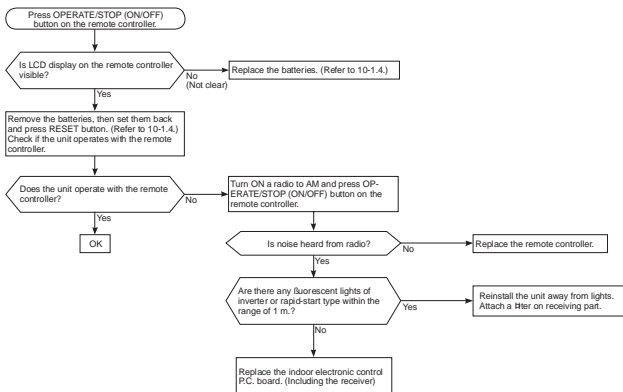 Press OPERATE/STOP (ON/OFF)
button on the remote controller.
Is LCD display on the remote controller
visible?
No
(Not clear)
Replace the batteries. (Refer to 10-1.4.)
Yes
Remove the batteries, then set them back
and press RESET button. (Refer to 10-1.4.)
Check if the unit operates with the remote
controller.
Does the unit operate with the remote
controller?
No
Turn ON a radio to AM and press OP-
ERATE/STOP (ON/OFF) button on the
remote controller.
Yes
OK
Is noise heard from radio?
No
Replace the remote controller.
Yes
Are there any ßuorescent lights of
inverter or rapid-start type within the
range of 1 m.?
Yes
Reinstall the unit away from lights.
Attach a on receiving part.
No
Replace the indoor electronic control
P.C. board. (Including the receiver)